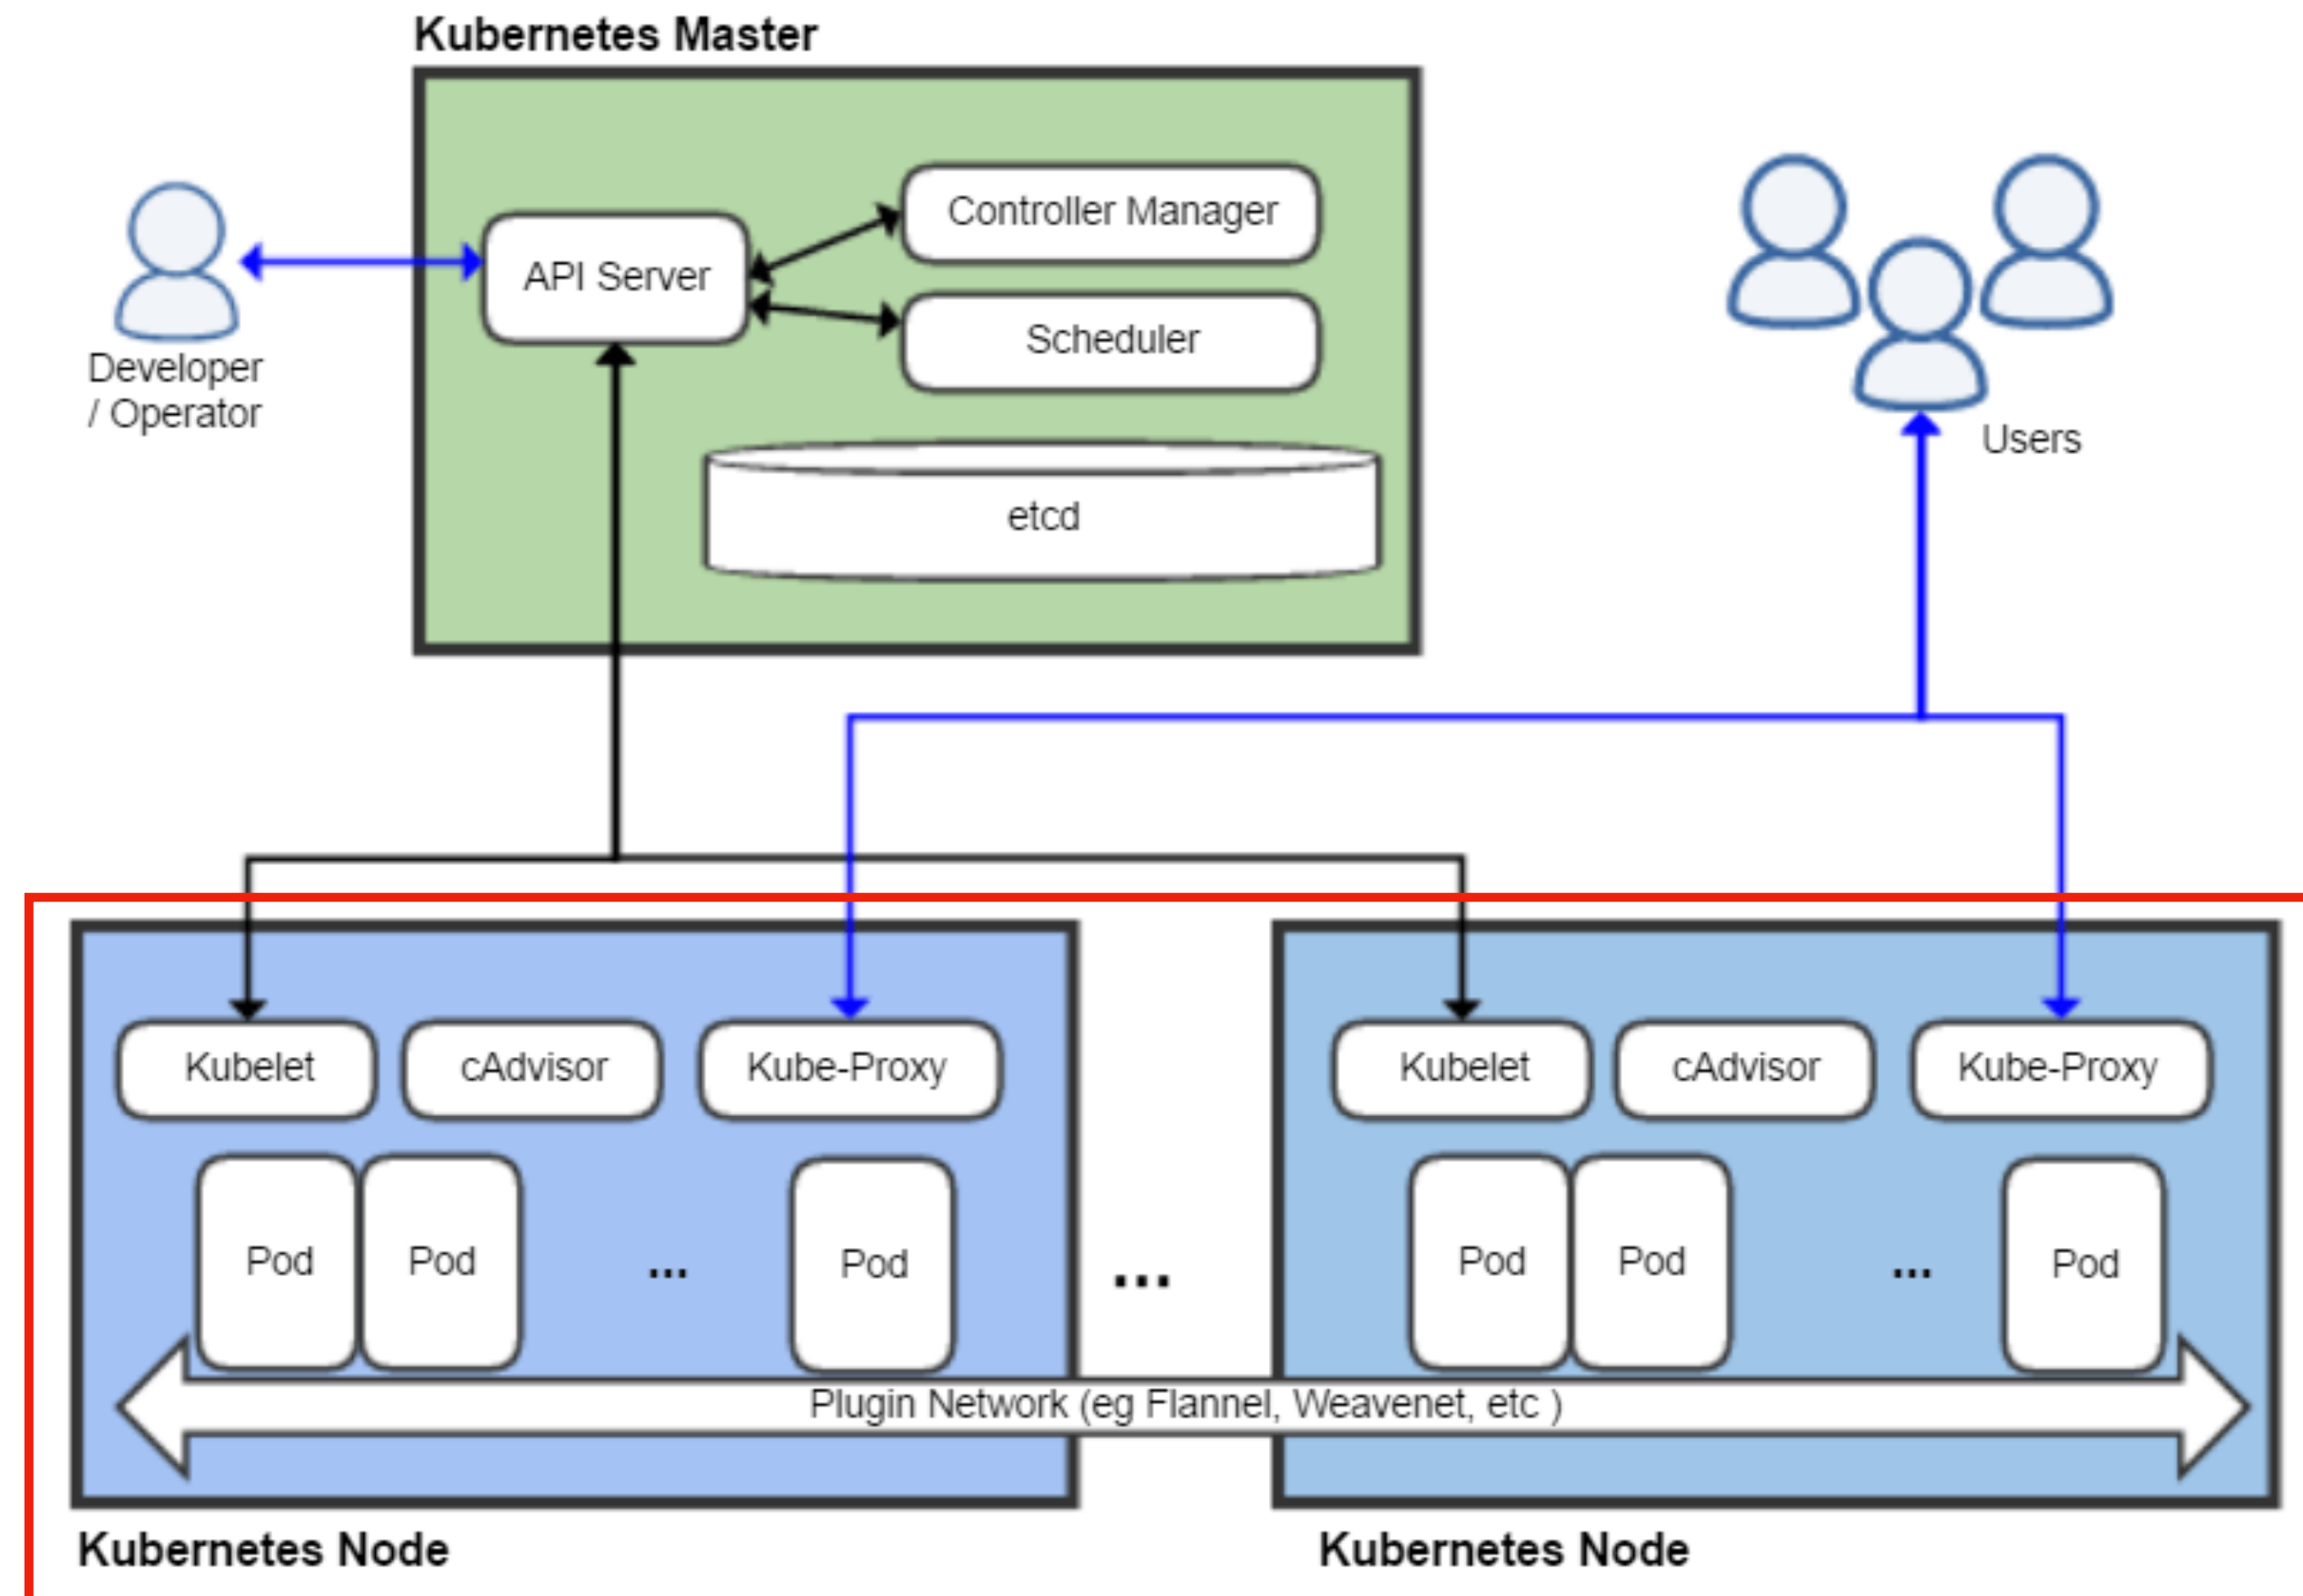 Kubernetes Master
Controller Manager
API Server
Scheduler
Developer
/ Operator
Users
etcd
Kubelet
cAdvisor
Kube-Proxy
Kubelet
cAdvisor
Kube-Proxy
Pod
Pod
...
Pod
...
Pod
Pod
...
Pod
Plugin Network (eg Flannel, Weavenet, etc )
Kubernetes Node
Kubernetes Node